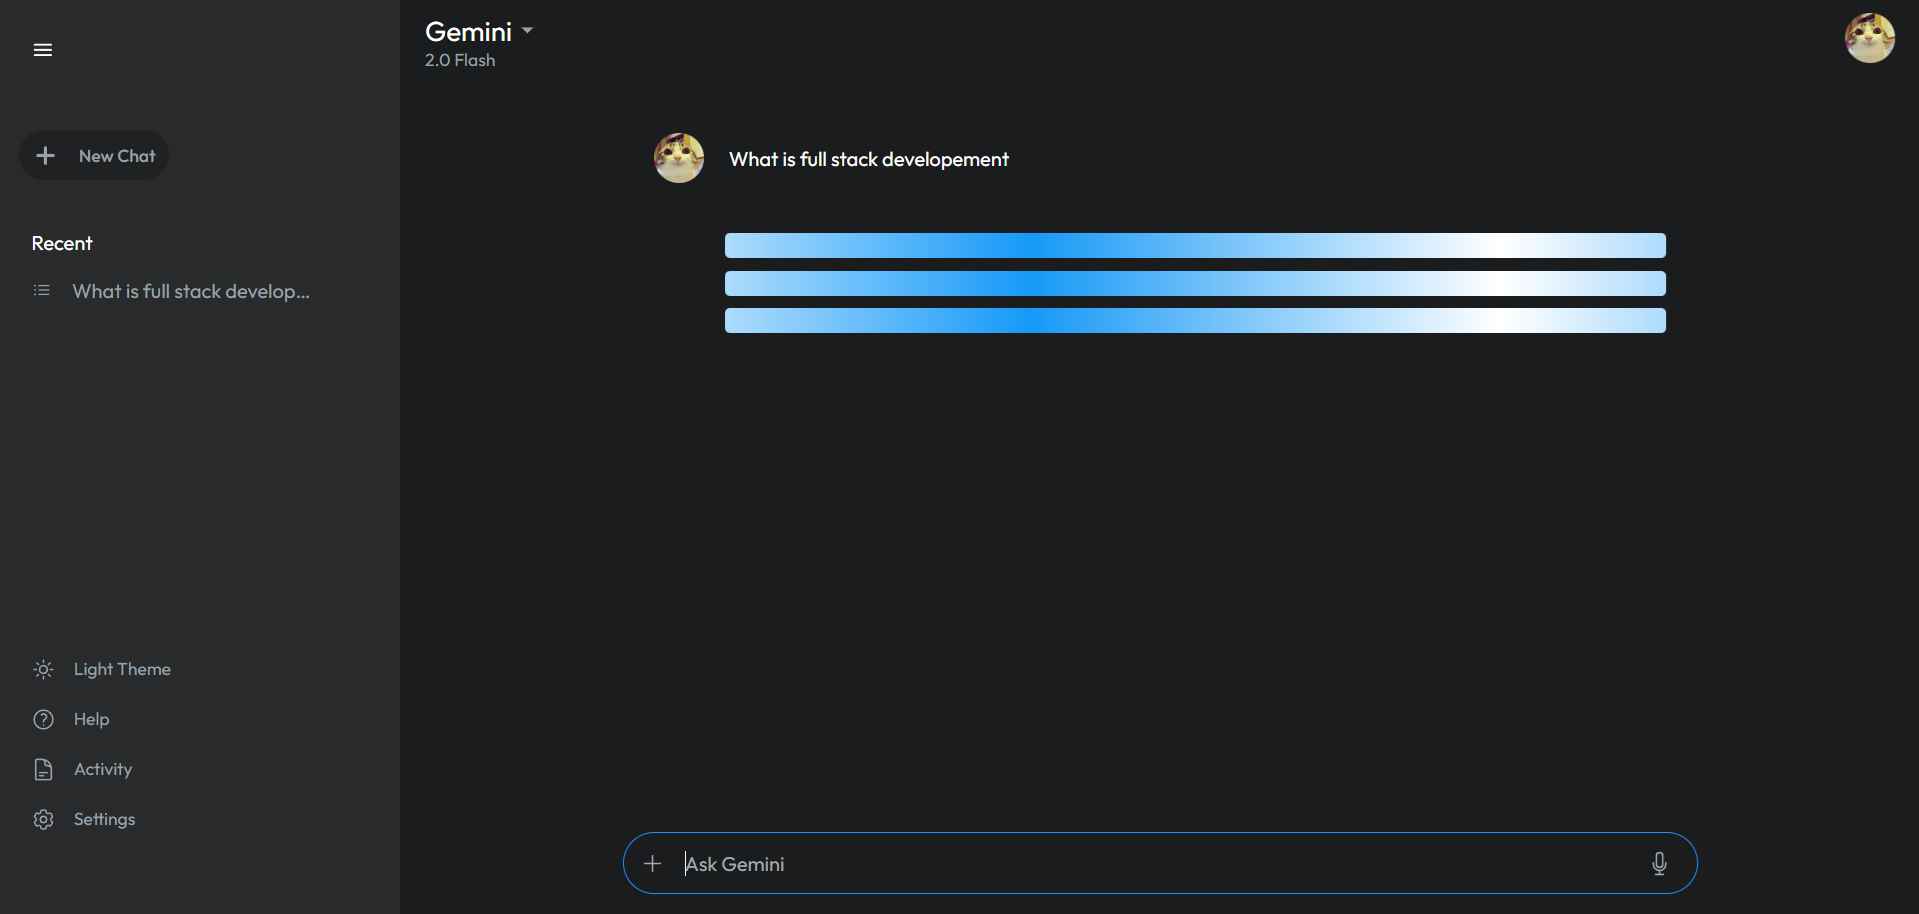 Gemini
2.0 Flash
New Chat
What is full stack developement
Recent
What is full stack develop...
Light Theme
Help
Activity
Settings
Ask Gemini